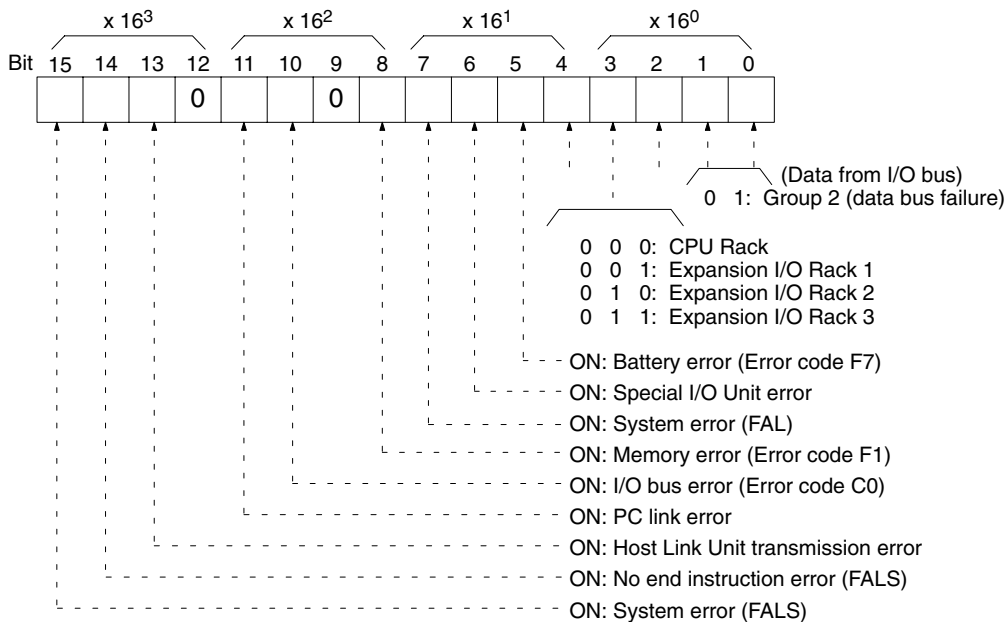 x 16³ x 16² x 16¹ x 16⁰
Bit 15 14 13 12 11 10 9 8 7 6 5 4 3 2 1 0
0 0
(Data from I/O bus)
0 1: Group 2 (data bus failure)
0 0 0: CPU Rack
0 0 1: Expansion I/O Rack 1
0 1 0: Expansion I/O Rack 2
0 1 1: Expansion I/O Rack 3
ON: Battery error (Error code F7)
ON: Special I/O Unit error
ON: System error (FAL)
ON: Memory error (Error code F1)
ON: I/O bus error (Error code C0)
ON: PC link error
ON: Host Link Unit transmission error
ON: No end instruction error (FALS)
ON: System error (FALS)